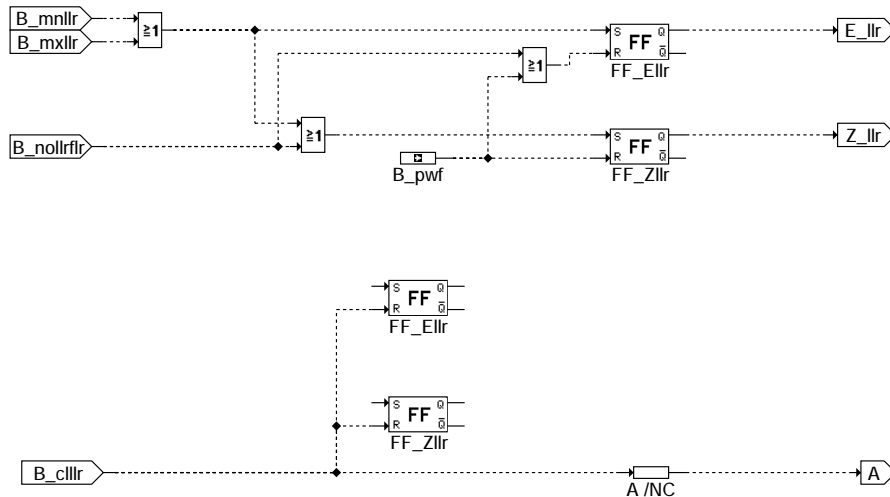 B_mnllr
B_mxllr
≥1
S Q
FF
R Q̅
FF_Ellr
E_llr
≥1
B_nollrflr
≥1
B_pwf
S Q
FF
R Q̅
FF_Zllr
Z_llr
S Q
FF
R Q̅
FF_Ellr
S Q
FF
R Q̅
FF_Zllr
B_clllr
A /NC
A